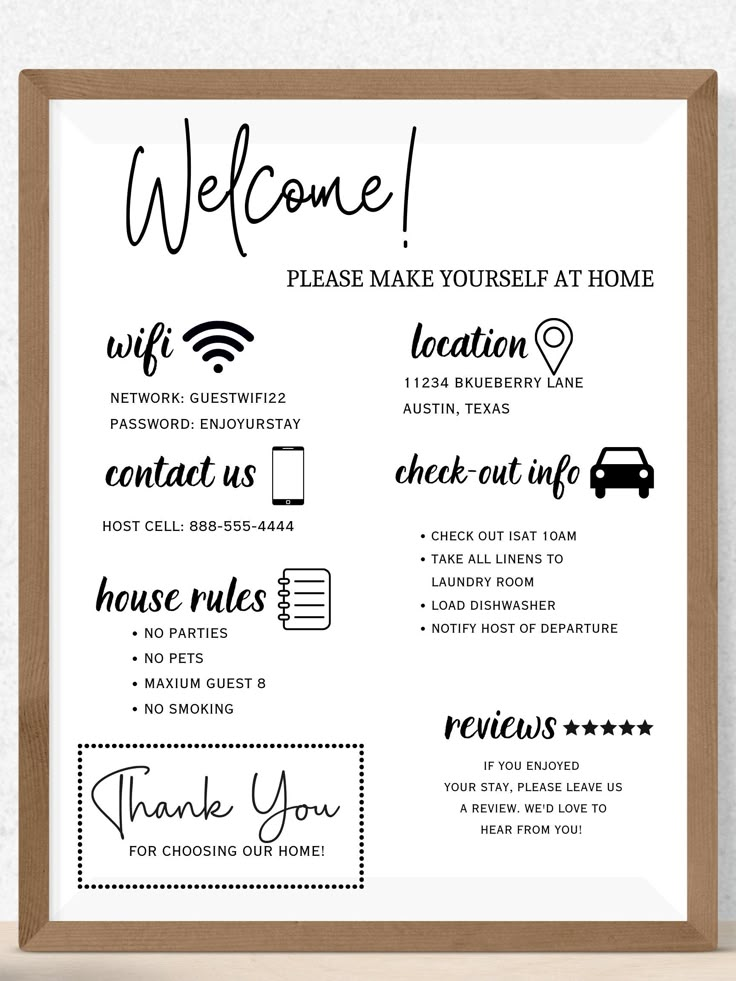 Welcome!
PLEASE MAKE YOURSELF AT HOME
wifi
NETWORK: GUESTWIFI22
PASSWORD: ENJOYURSTAY
contact us
HOST CELL: 888-555-4444
house rules
• NO PARTIES
• NO PETS
• MAXIUM GUEST 8
• NO SMOKING
location
11234 BKUEBERRY LANE
AUSTIN, TEXAS
check-out info
• CHECK OUT ISAT 10AM
• TAKE ALL LINENS TO
LAUNDRY ROOM
• LOAD DISHWASHER
• NOTIFY HOST OF DEPARTURE
reviews
IF YOU ENJOYED
YOUR STAY, PLEASE LEAVE US
A REVIEW. WE'D LOVE TO
HEAR FROM YOU!
Thank You
FOR CHOOSING OUR HOME!